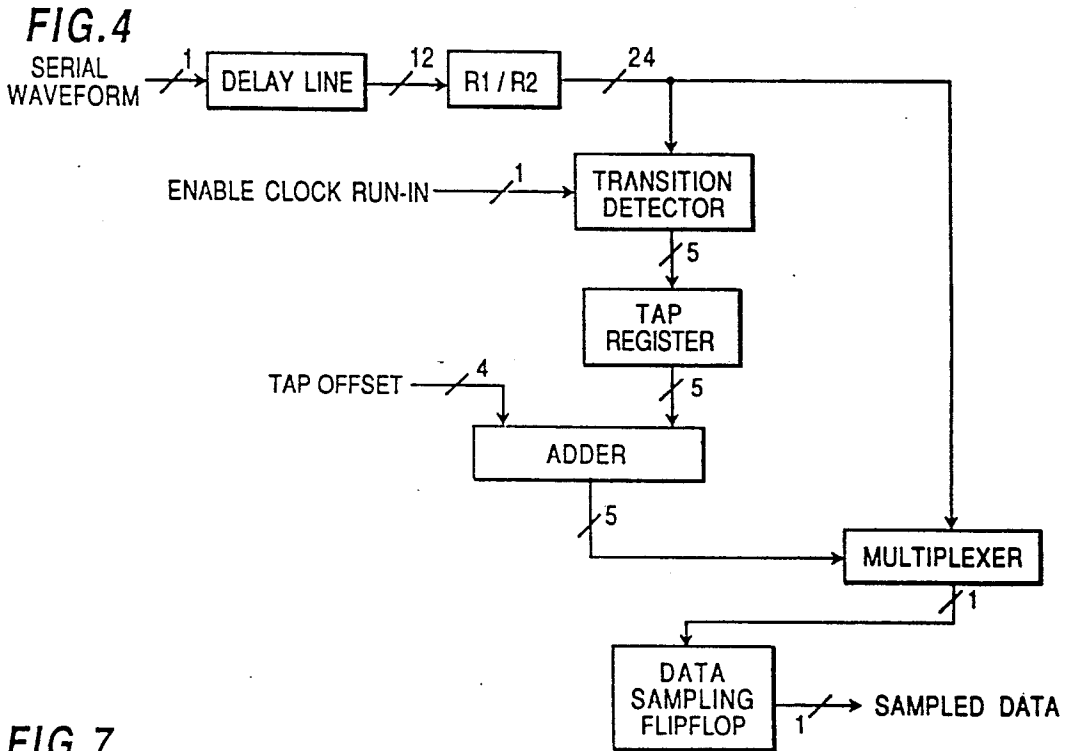 FIG.4
SERIAL
WAVEFORM
1
DELAY LINE
12
R1 / R2
24
ENABLE CLOCK RUN-IN
1
TRANSITION
DETECTOR
5
TAP
REGISTER
TAP OFFSET
4
5
ADDER
5
MULTIPLEXER
1
DATA
SAMPLING
FLIPFLOP
1
SAMPLED DATA
FIG.7